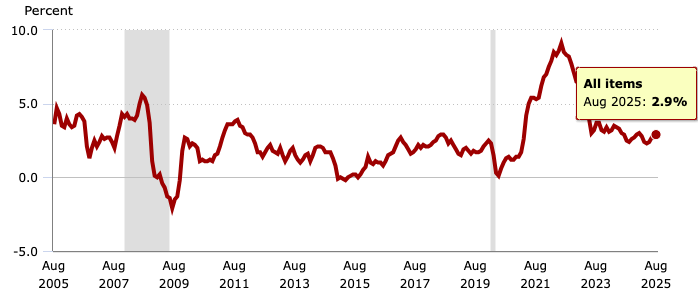 Percent
10.0
All items
Aug 2025: 2.9%
5.0
0.0
-5.0
Aug Aug Aug Aug Aug Aug Aug Aug Aug Aug Aug
2005 2007 2009 2011 2013 2015 2017 2019 2021 2023 2025